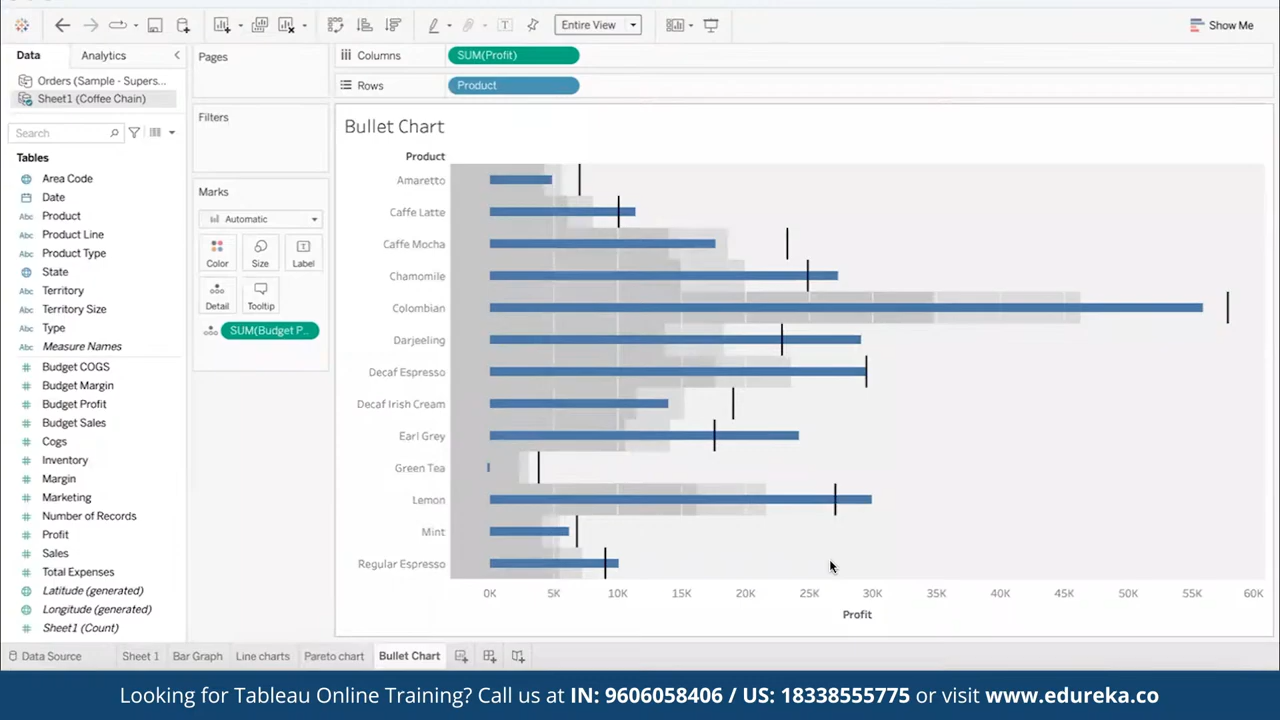 Entire View
Show Me
Data
Analytics
Pages
Columns
SUM(Profit)
Orders (Sample - Supers...
Sheet1 (Coffee Chain)
Rows
Product
Search
Filters
Bullet Chart
Tables
Area Code
Date
Product
Product Line
Product Type
State
Territory
Territory Size
Type
Measure Names
Budget COGS
Budget Margin
Budget Profit
Budget Sales
Cogs
Inventory
Margin
Marketing
Number of Records
Profit
Sales
Total Expenses
Latitude (generated)
Longitude (generated)
Sheet1 (Count)
Abc
Abc
Abc
Abc
Abc
Abc
Abc
Marks
Automatic
Color
Size
Label
T
Detail
Tooltip
SUM(Budget P..
Product
Amaretto
Caffe Latte
Caffe Mocha
Chamomile
Colombian
Darjeeling
Decaf Espresso
Decaf Irish Cream
Earl Grey
Green Tea
Lemon
Mint
Regular Espresso
0K 5K 10K 15K 20K 25K 30K 35K 40K 45K 50K 55K 60K
Profit
Data Source
Sheet 1
Bar Graph
Line charts
Pareto chart
Bullet Chart
Looking for Tableau Online Training? Call us at IN: 9606058406 / US: 18338555775 or visit www.edureka.co